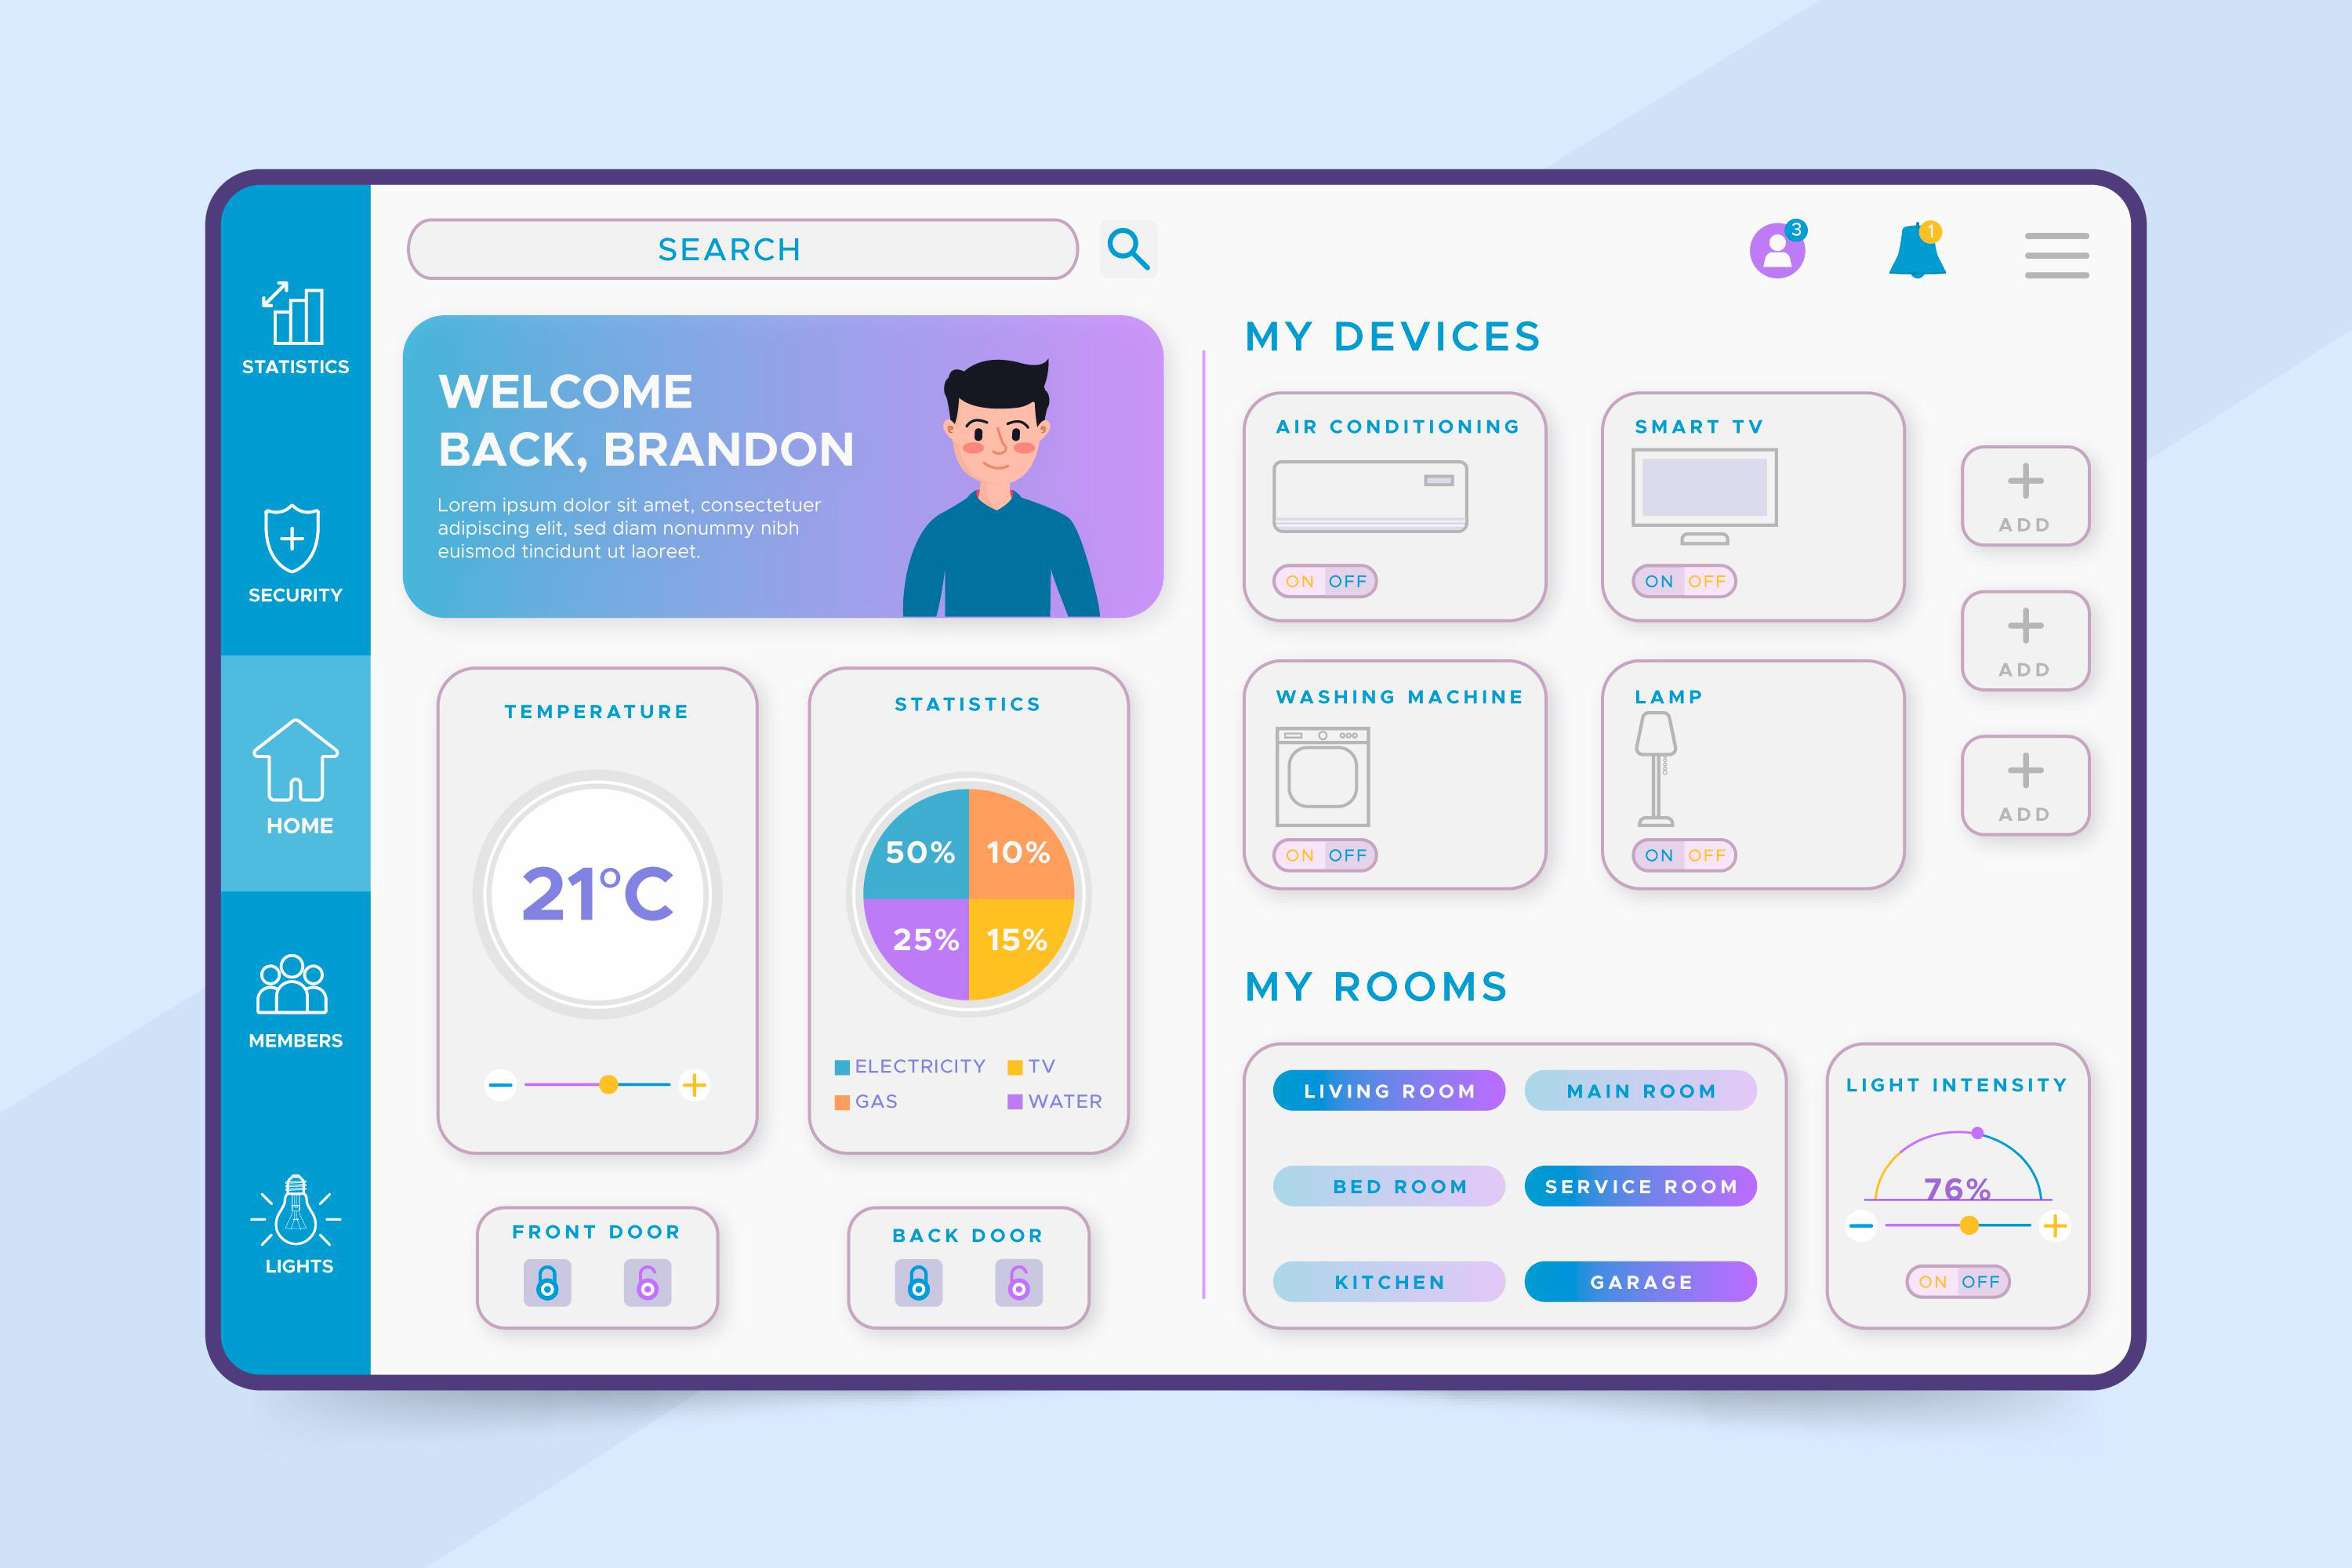 STATISTICS
SECURITY
HOME
MEMBERS
LIGHTS
SEARCH
3
1
WELCOME
BACK, BRANDON
Lorem ipsum dolor sit amet, consectetuer
adipiscing elit, sed diam nonummy nibh
euismod tincidunt ut laoreet.
TEMPERATURE
21°C
STATISTICS
50% 10%
25% 15%
ELECTRICITY TV
GAS WATER
FRONT DOOR
BACK DOOR
MY DEVICES
AIR CONDITIONING
ON OFF
SMART TV
ON OFF
ADD
WASHING MACHINE
ON OFF
LAMP
ON OFF
ADD
ADD
MY ROOMS
LIVING ROOM MAIN ROOM
BED ROOM SERVICE ROOM
KITCHEN GARAGE
LIGHT INTENSITY
76%
ON OFF